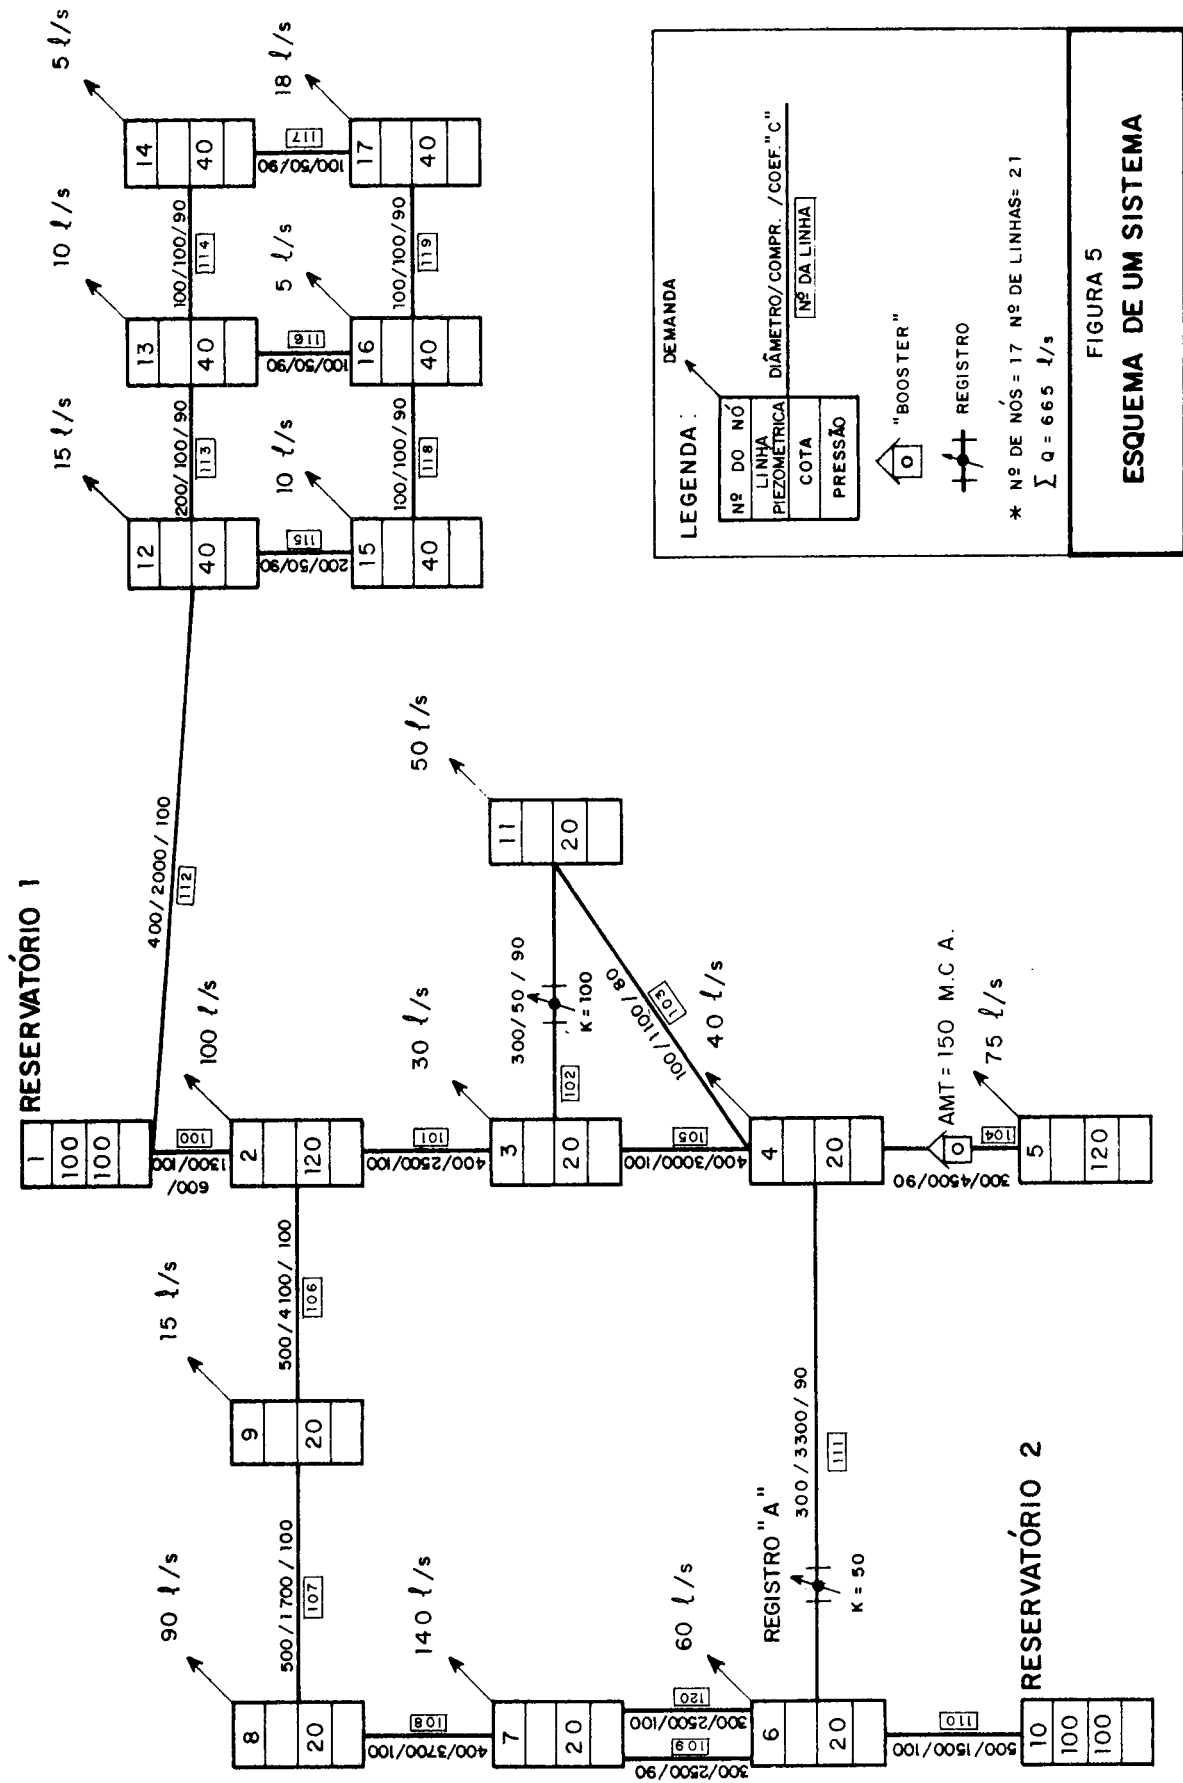 RESERVATÓRIO 1
1
100
100
600/
1300/100
100
400/2000/100
112
100 l/s
2
120
400/2500/100
101
500/4100/100
106
15 l/s
9
20
500/1700/100
107
90 l/s
8
20
400/3700/100
108
140 l/s
7
20
300/2500/90
109
300/2500/100
120
60 l/s
6
20
500/1500/100
110
RESERVATÓRIO 2
10
100
100
REGISTRO "A"
K = 50
300/3300/90
111
30 l/s
3
20
300/50/90
102
K = 100
50 l/s
11
20
100/1100/80
103
400/3000/100
105
40 l/s
4
20
AMT = 150 M.C.A.
300/4500/90
104
75 l/s
5
120
15 l/s
12
40
200/100/90
113
10 l/s
13
40
100/100/90
114
5 l/s
14
40
200/50/90
115
100/50/90
116
100/50/90
117
10 l/s
15
40
100/100/90
118
5 l/s
16
40
100/100/90
119
18 l/s
17
40
LEGENDA:
DEMANDA
Nº DO NÓ
LINHA
PIEZOMÉTRICA
COTA
PRESSÃO
DIÂMETRO/COMPR./COEF."C"
Nº DA LINHA
"BOOSTER"
REGISTRO
* Nº DE NÓS = 17 Nº DE LINHAS = 21
Σ Q = 665 l/s
FIGURA 5
ESQUEMA DE UM SISTEMA